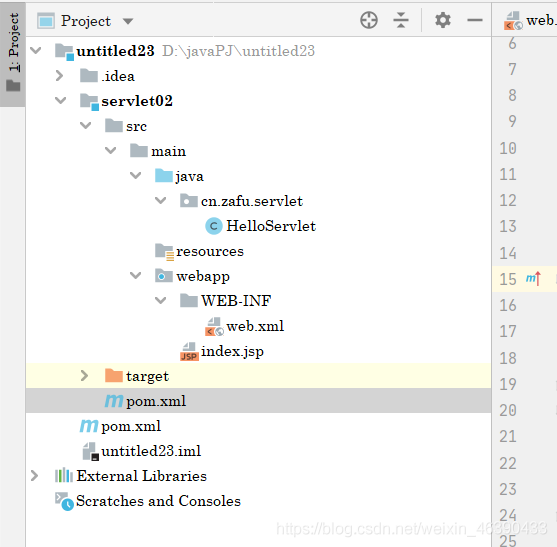 1: Project
Project
web.
untitled23 D:\javaPJ\untitled23
.idea
servlet02
src
main
java
cn.zafu.servlet
C HelloServlet
resources
webapp
WEB-INF
web.xml
JSP index.jsp
target
m pom.xml
m pom.xml
untitled23.iml
External Libraries
Scratches and Consoles
6
7
8
9
10
11
12
13
14
15 m
16
17
18
19
20
21
22
23
24
25
https://blog.csdn.net/weixin_46390433